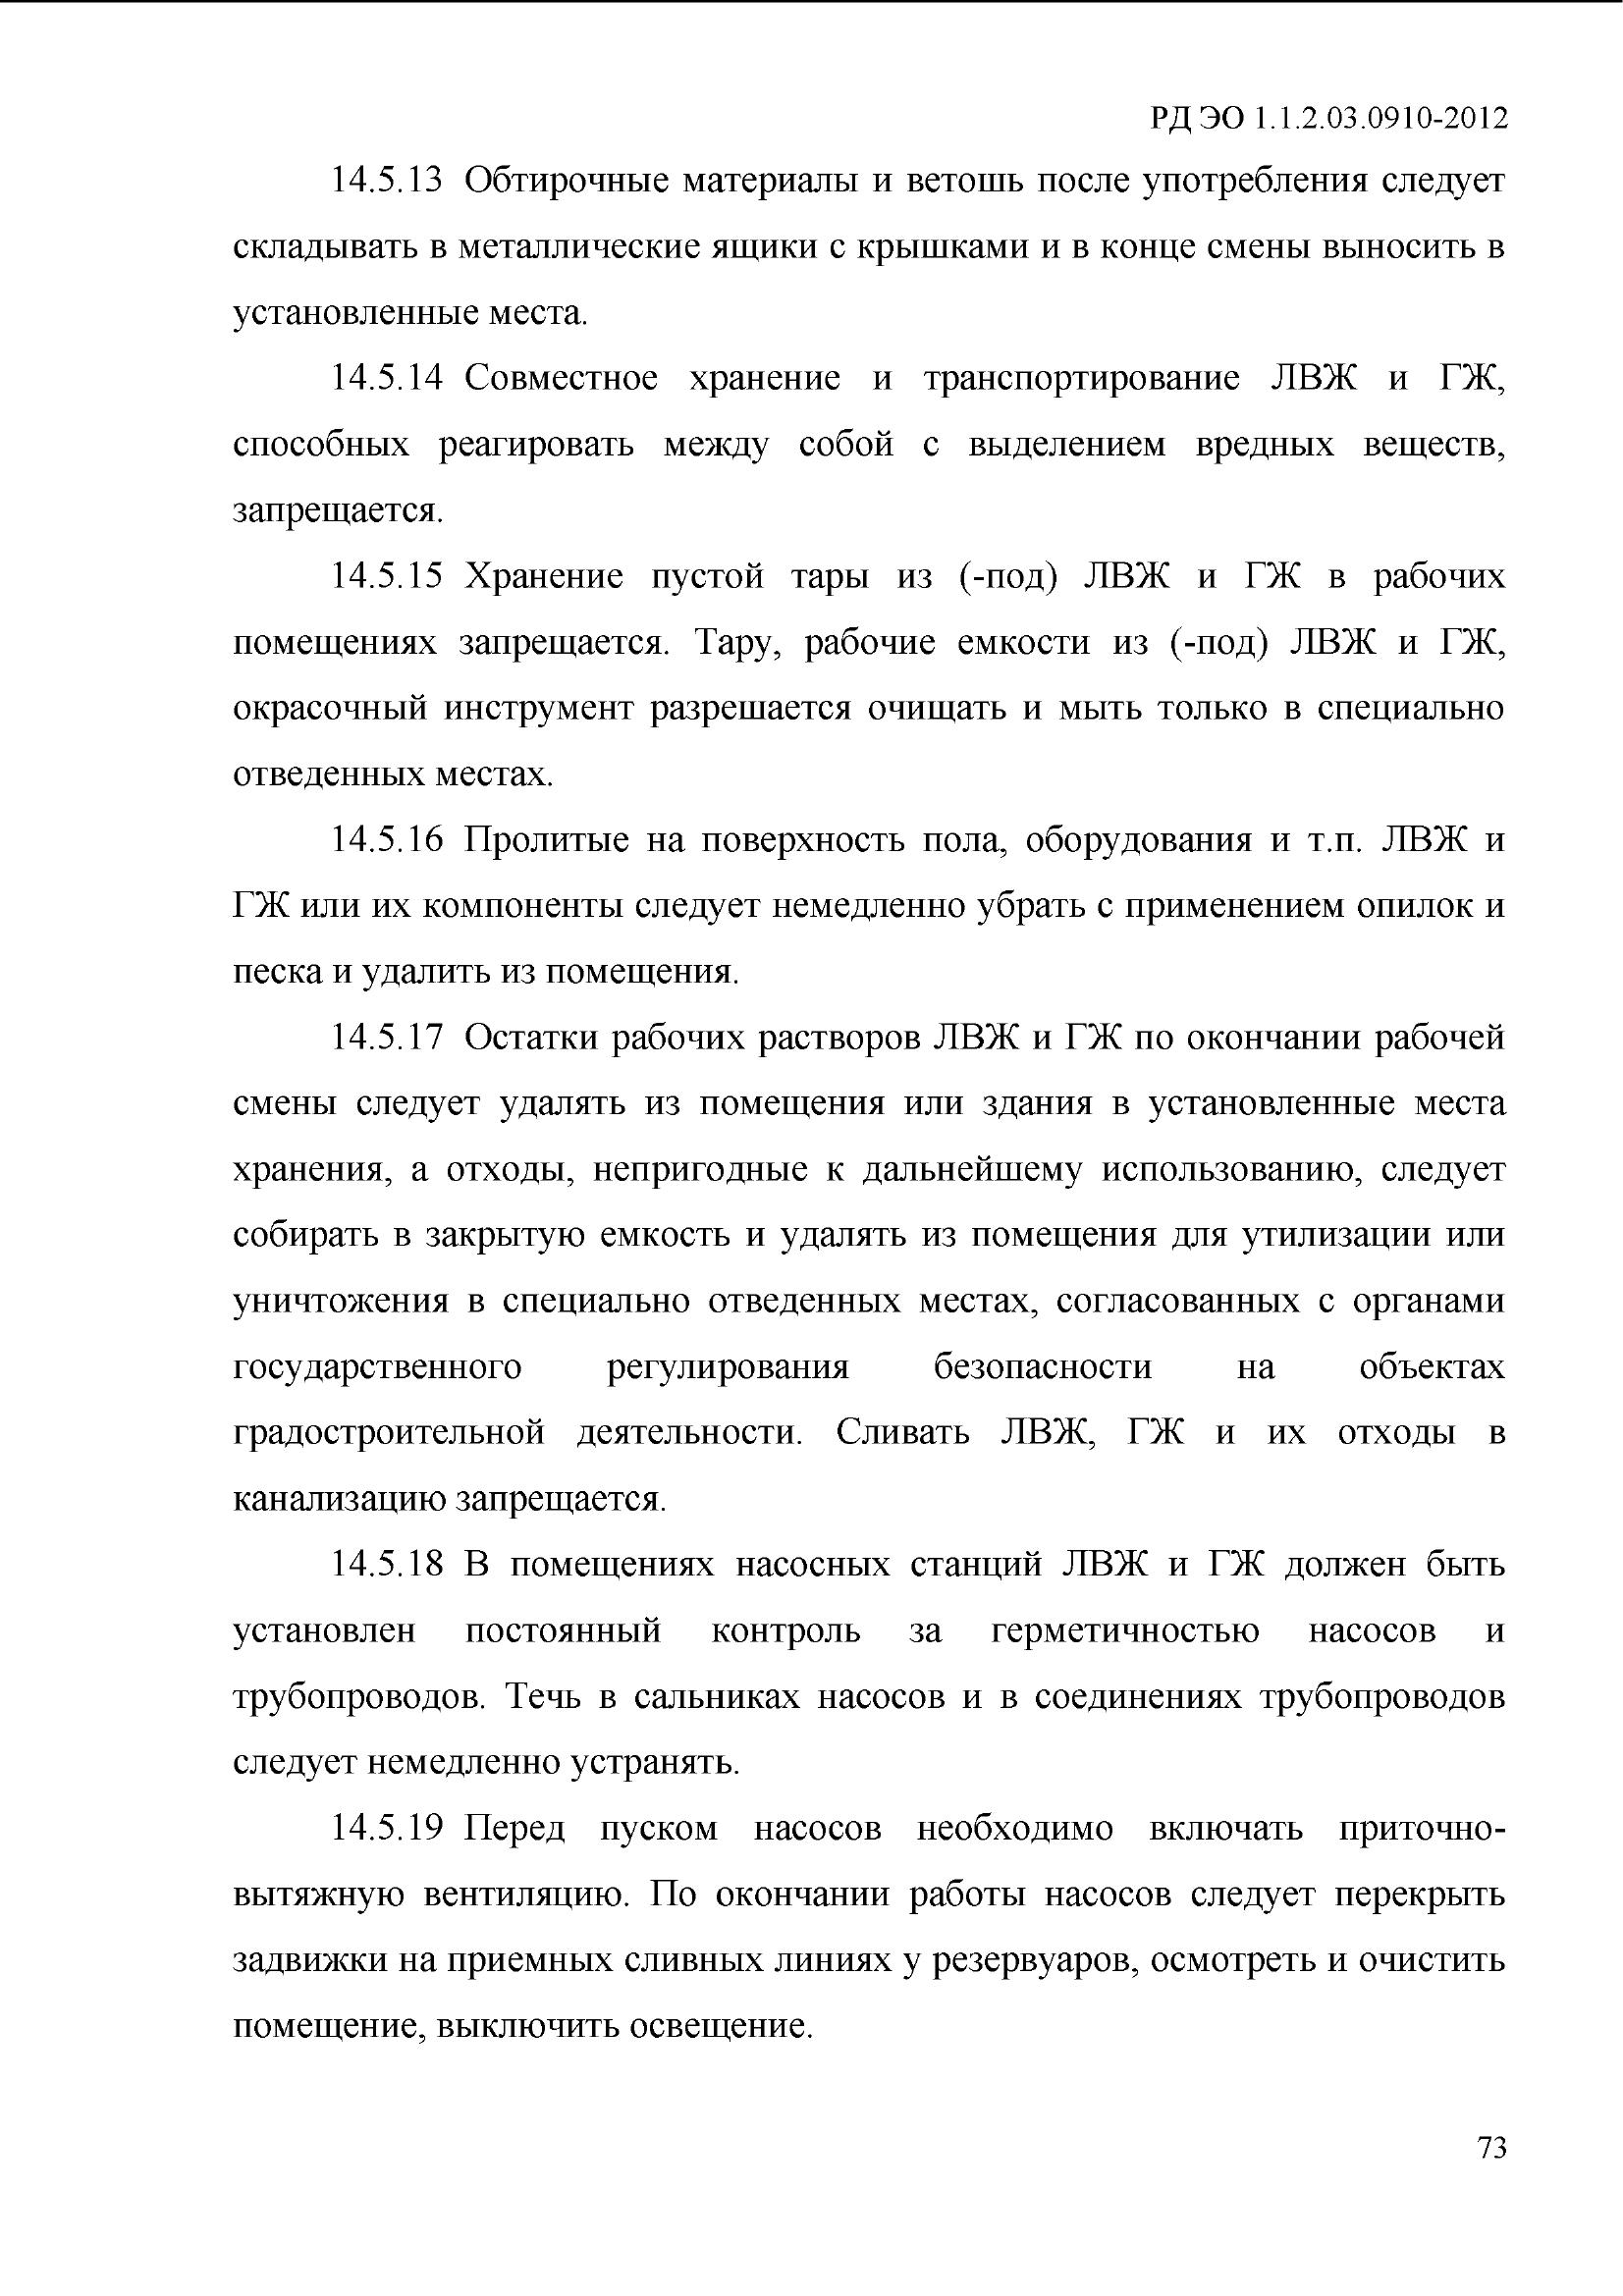 РД ЭО 1.1.2.03.0910-2012
14.5.13 Обтирочные материалы и ветошь после употребления следует
складывать в металлические ящики с крышками и в конце смены выносить в
установленные места.
14.5.14 Совместное хранение и транспортирование ЛВЖ и ГЖ,
способных реагировать между собой с выделением вредных веществ,
запрещается.
14.5.15 Хранение пустой тары из (-под) ЛВЖ и ГЖ в рабочих
помещениях запрещается. Тару, рабочие емкости из (-под) ЛВЖ и ГЖ,
окрасочный инструмент разрешается очищать и мыть только в специально
отведенных местах.
14.5.16 Пролитые на поверхность пола, оборудования и т.п. ЛВЖ и
ГЖ или их компоненты следует немедленно убрать с применением опилок и
песка и удалить из помещения.
14.5.17 Остатки рабочих растворов ЛВЖ и ГЖ по окончании рабочей
смены следует удалять из помещения или здания в установленные места
хранения, а отходы, непригодные к дальнейшему использованию, следует
собирать в закрытую емкость и удалять из помещения для утилизации или
уничтожения в специально отведенных местах, согласованных с органами
государственного регулирования безопасности на объектах
градостроительной деятельности. Сливать ЛВЖ, ГЖ и их отходы в
канализацию запрещается.
14.5.18 В помещениях насосных станций ЛВЖ и ГЖ должен быть
установлен постоянный контроль за герметичностью насосов и
трубопроводов. Течь в сальниках насосов и в соединениях трубопроводов
следует немедленно устранять.
14.5.19 Перед пуском насосов необходимо включать приточно-
вытяжную вентиляцию. По окончании работы насосов следует перекрыть
задвижки на приемных сливных линиях у резервуаров, осмотреть и очистить
помещение, выключить освещение.
73